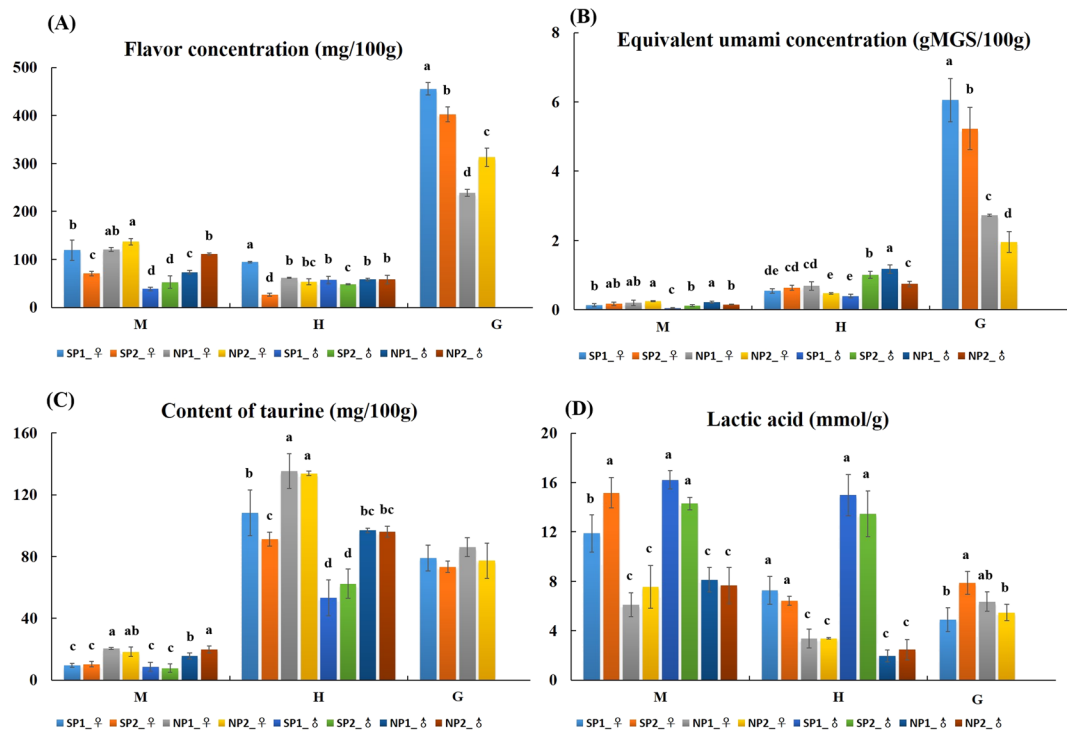 (A)
Flavor concentration (mg/100g)
500
400
300
200
100
0
b c ab a d d c b
a d b bc b c b b
a b d c
M H G
SP1_♀ SP2_♀ NP1_♀ NP2_♀ SP1_♂ SP2_♂ NP1_♂ NP2_♂
(B)
Equivalent umami concentration (gMGS/100g)
8
6
4
2
0
b ab ab a c b a b
de cd cd e e b a c
a b c d
M H G
SP1_♀ SP2_♀ NP1_♀ NP2_♀ SP1_♂ SP2_♂ NP1_♂ NP2_♂
(C)
Content of taurine (mg/100g)
160
120
80
40
0
c c a ab c c b a
b c a a d d bc bc
M H G
SP1_♀ SP2_♀ NP1_♀ NP2_♀ SP1_♂ SP2_♂ NP1_♂ NP2_♂
(D)
Lactic acid (mmol/g)
20
16
12
8
4
0
b a c c a a c c
a a c c a a c c
b a ab b
M H G
SP1_♀ SP2_♀ NP1_♀ NP2_♀ SP1_♂ SP2_♂ NP1_♂ NP2_♂